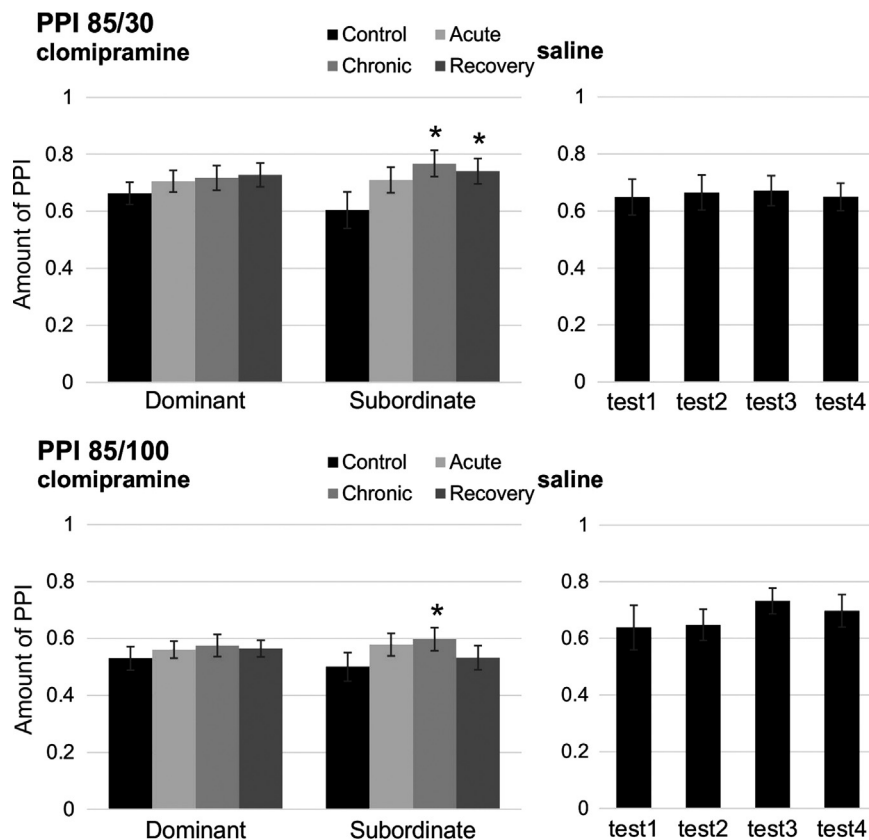 PPI 85/30
clomipramine
Control Acute
Chronic Recovery
saline
Amount of PPI
1
0.8
0.6
0.4
0.2
0
* *
Dominant Subordinate
1
0.8
0.6
0.4
0.2
0
test1 test2 test3 test4
PPI 85/100
clomipramine
Control Acute
Chronic Recovery
saline
Amount of PPI
1
0.8
0.6
0.4
0.2
0
*
Dominant Subordinate
1
0.8
0.6
0.4
0.2
0
test1 test2 test3 test4